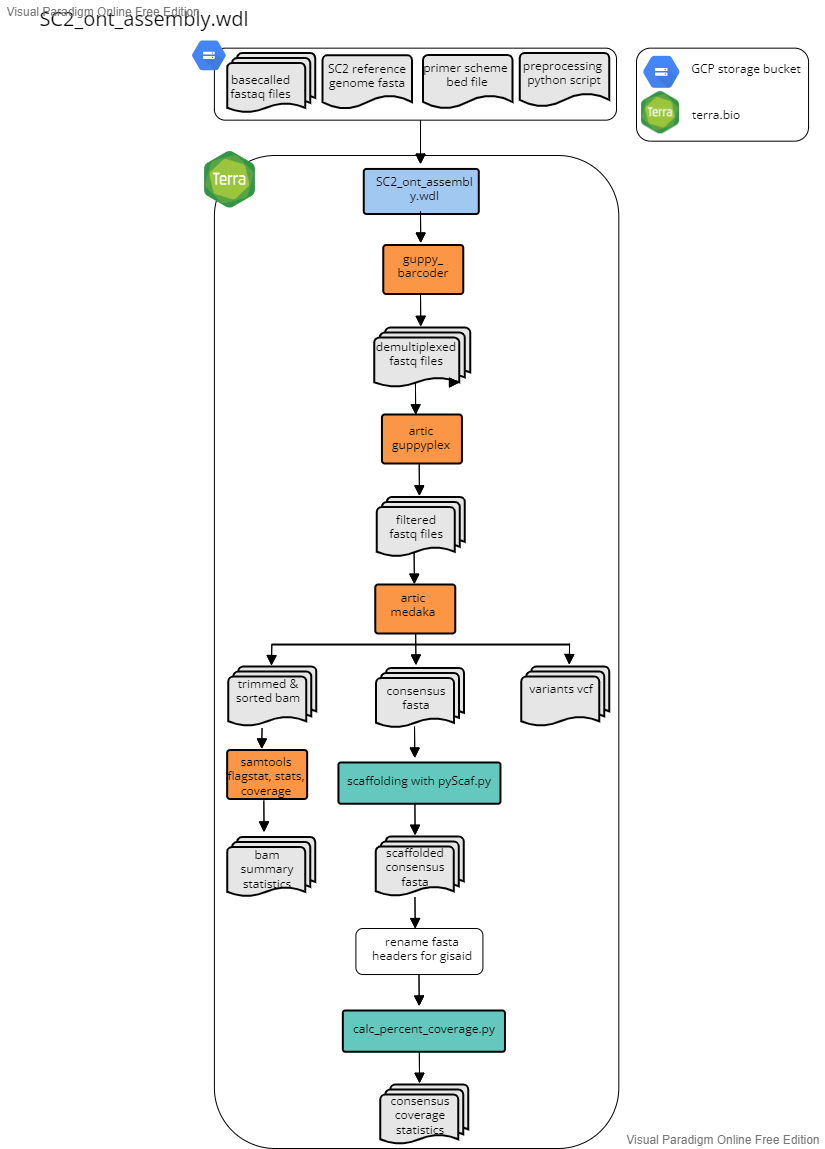 Visual Paradigm Online Free Edition
SC2_ont_assembly.wdl
basecalled
fastaq files
SC2 reference
genome fasta
primer scheme
bed file
preprocessing
python script
GCP storage bucket
Terra
terra.bio
Terra
SC2_ont_assembl
y.wdl
guppy_
barcoder
demultiplexed
fastq files
artic
guppyplex
filtered
fastq files
artic
medaka
trimmed &
sorted bam
consensus
fasta
variants vcf
samtools
flagstat, stats,
coverage
scaffolding with pyScaf.py
bam
summary
statistics
scaffolded
consensus
fasta
rename fasta
headers for gisaid
calc_percent_coverage.py
consensus
coverage
statistics
Visual Paradigm Online Free Edition